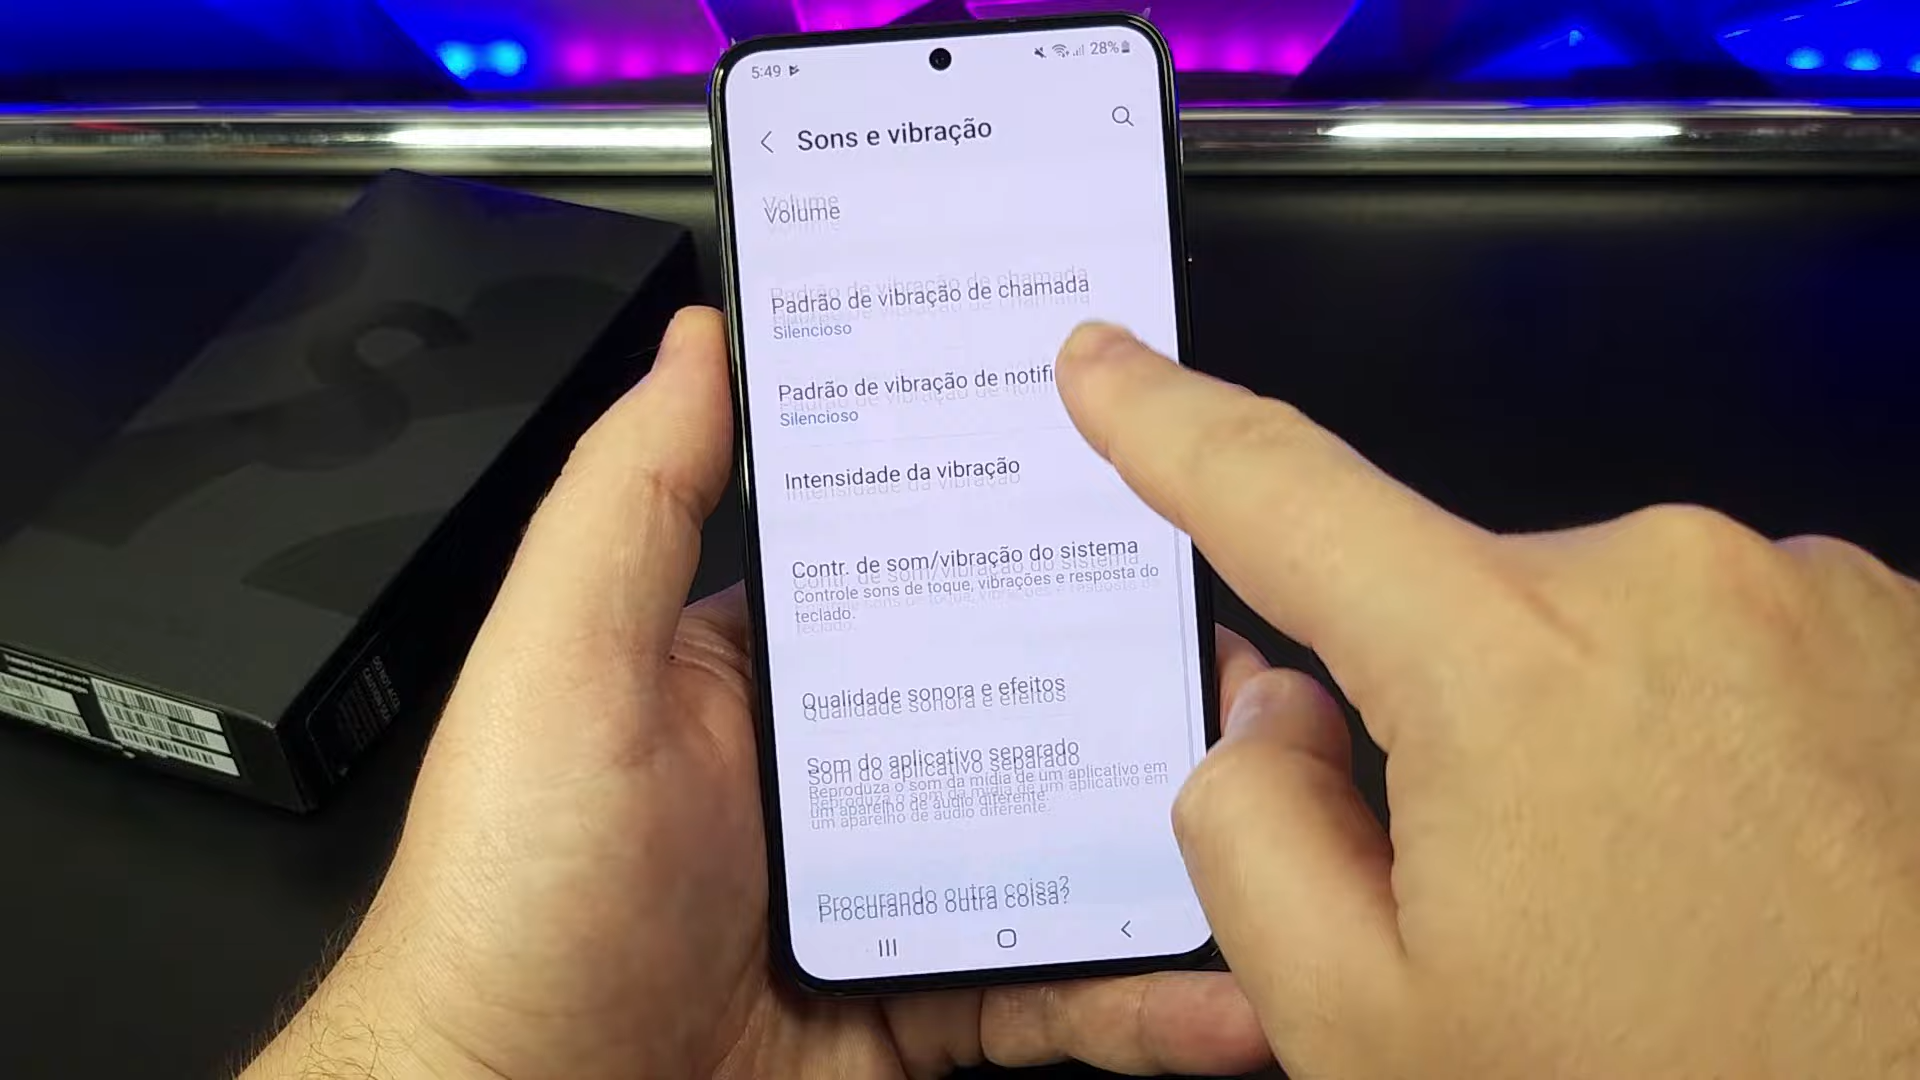 5:49
28%
Sons e vibração
Volume
Padrão de vibração de chamada
Silencioso
Padrão de vibração de notifi
Silencioso
Intensidade da vibração
Contr. de som/vibração do sistema
Controle sons de toque, vibrações e resposta do
teclado.
Qualidade sonora e efeitos
Som do aplicativo separado
Reproduza o som da mídia de um aplicativo em
um aparelho de áudio diferente.
Procurando outra coisa?
S